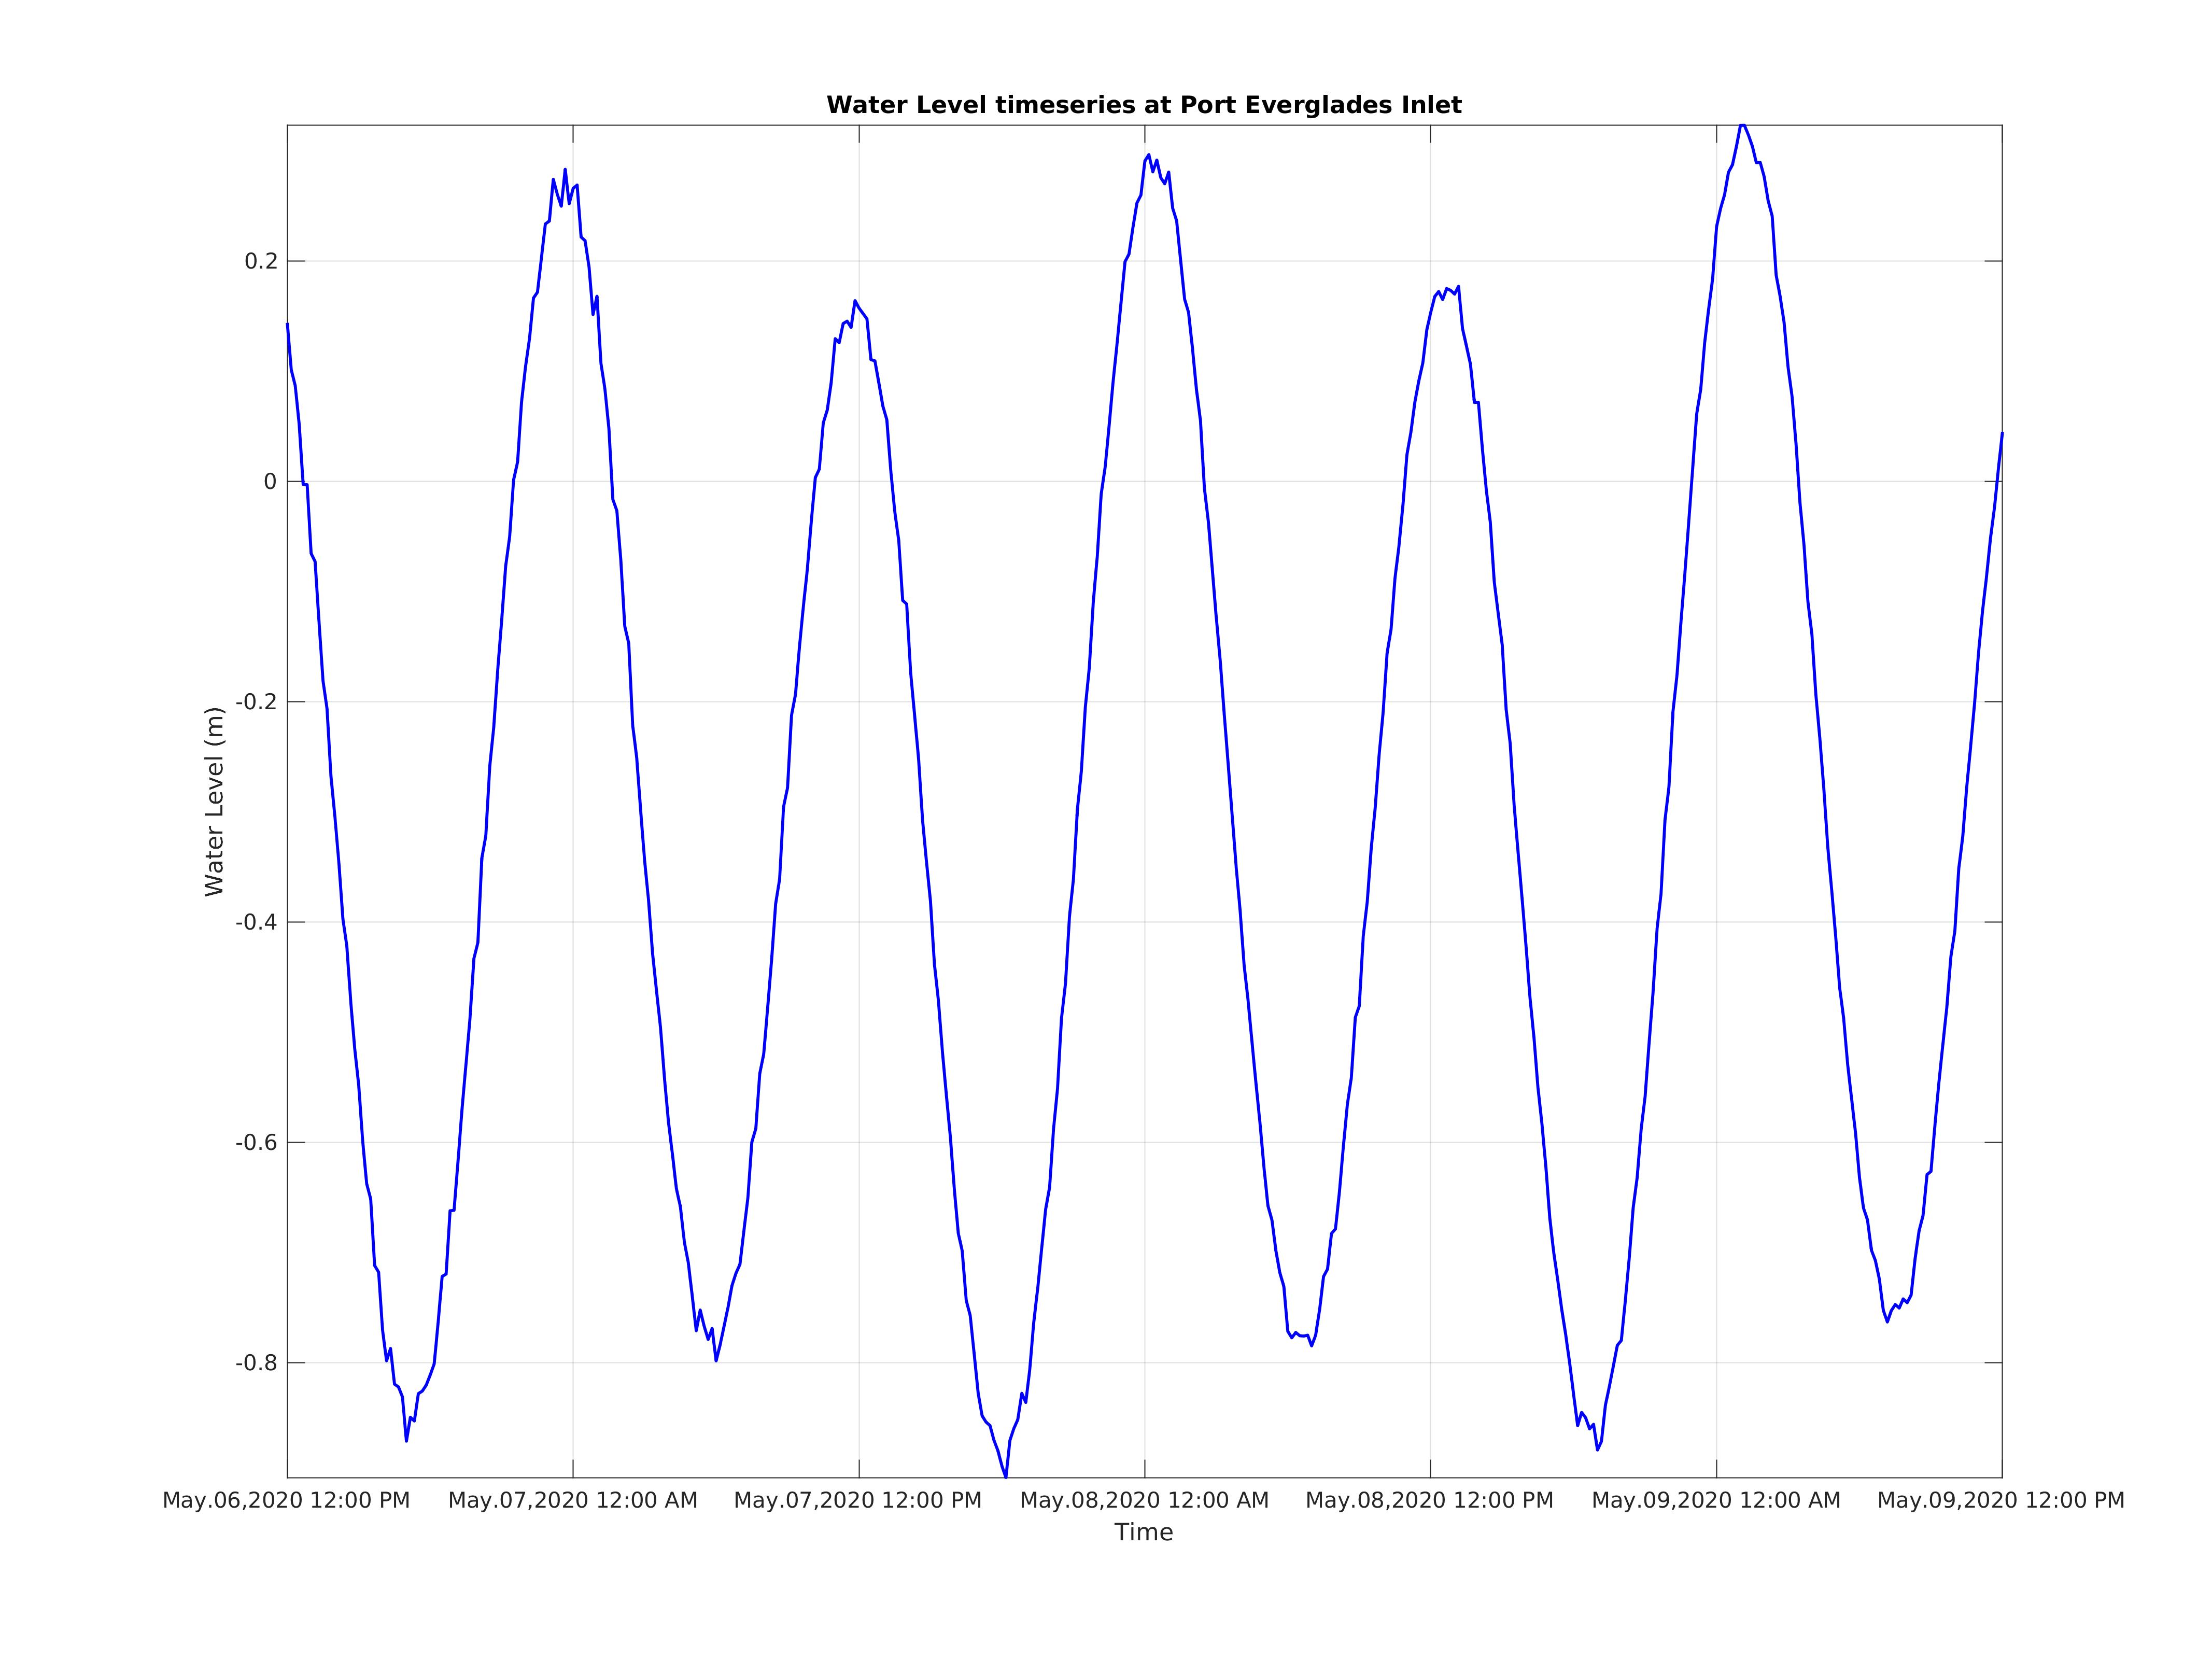 Water Level timeseries at Port Everglades Inlet
0.2
0
-0.2
-0.4
-0.6
-0.8
Water Level (m)
May.06,2020 12:00 PM May.07,2020 12:00 AM May.07,2020 12:00 PM May.08,2020 12:00 AM May.08,2020 12:00 PM May.09,2020 12:00 AM May.09,2020 12:00 PM
Time